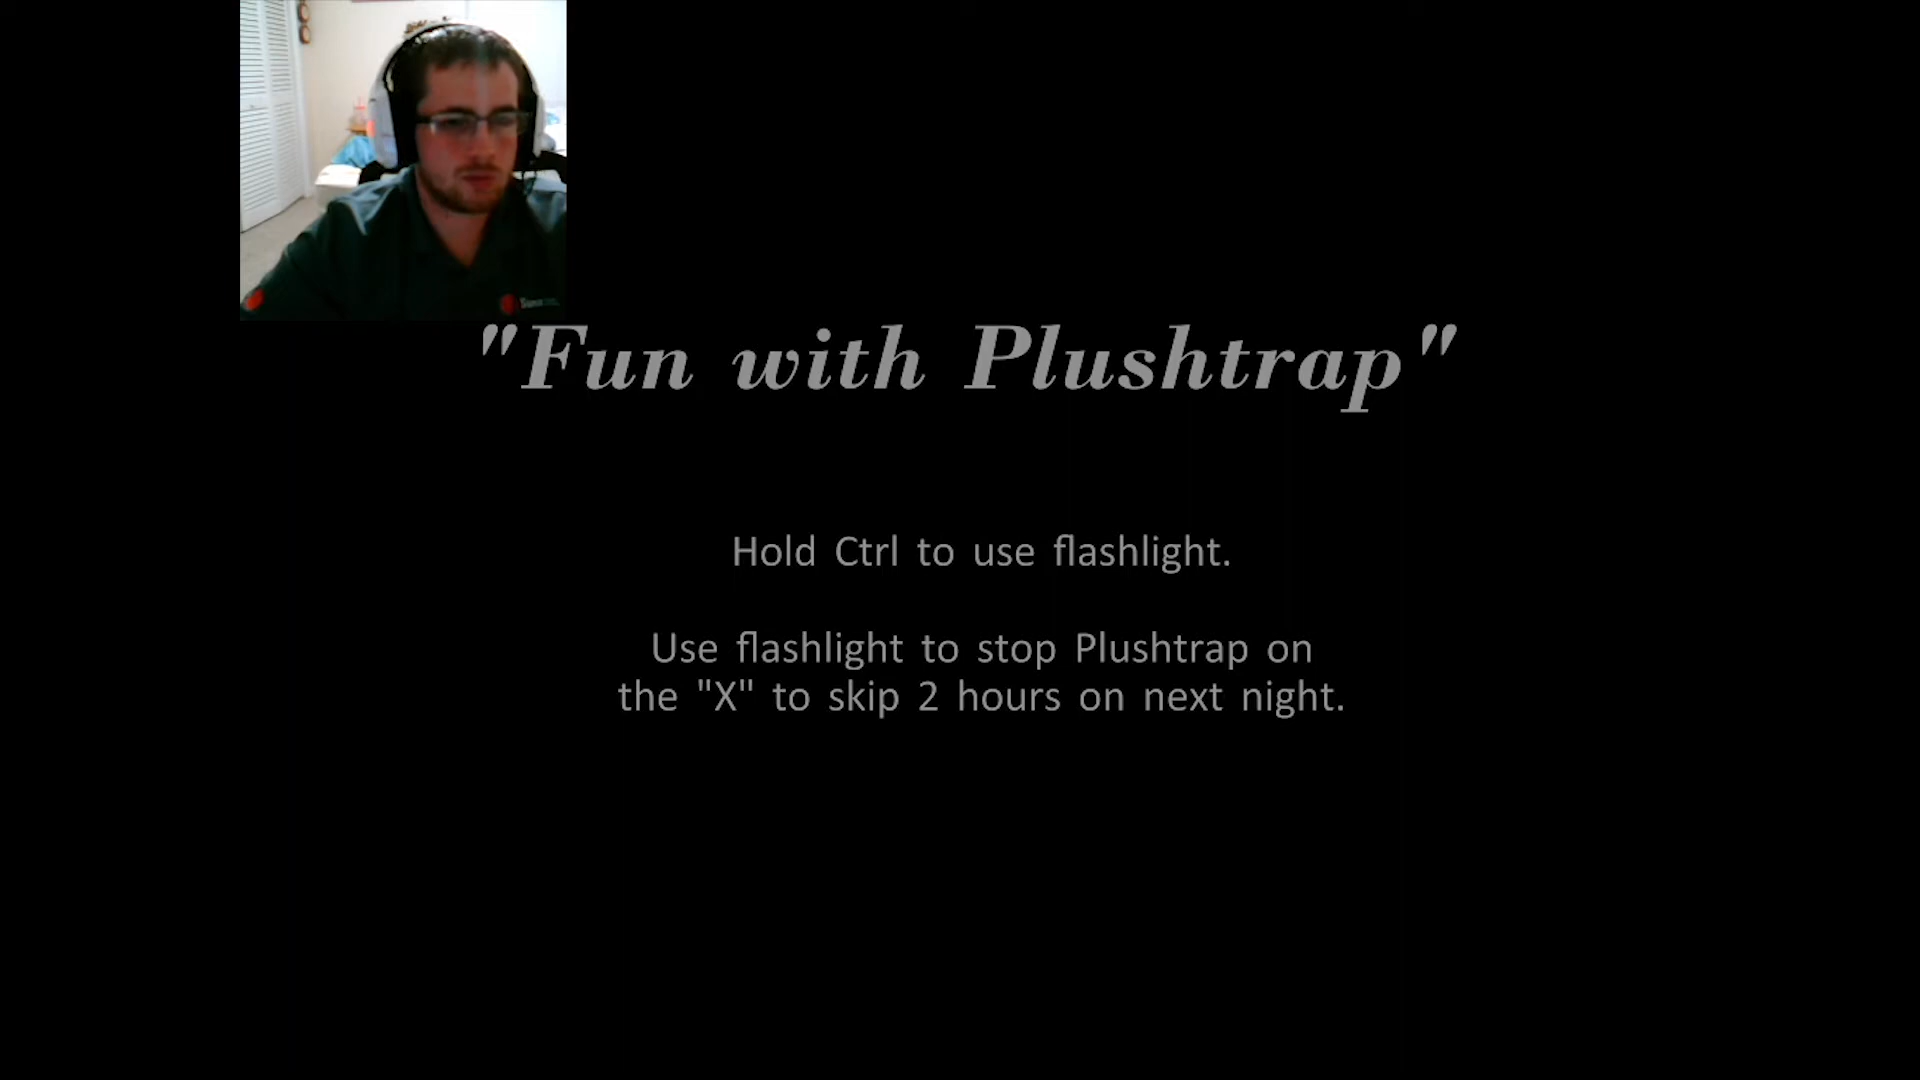 "Fun with Plushtrap"
Hold Ctrl to use flashlight.
Use flashlight to stop Plushtrap on
the "X" to skip 2 hours on next night.